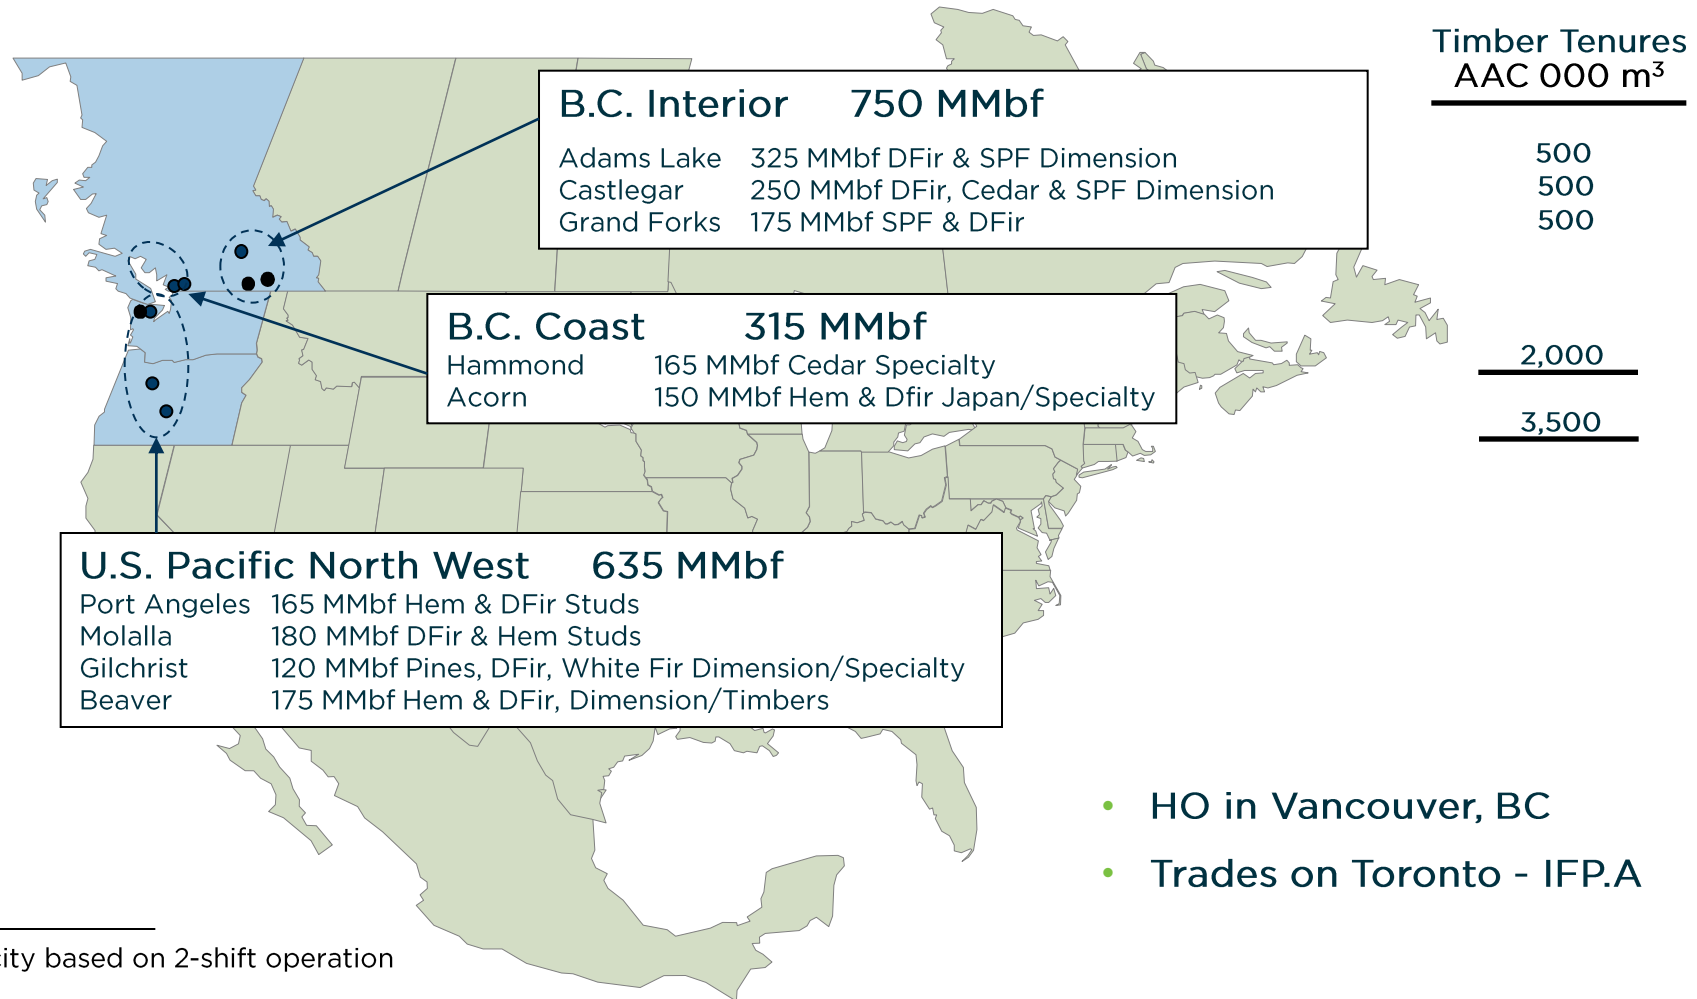 Timber Tenures
AAC 000 m³
B.C. Interior 750 MMbf
Adams Lake 325 MMbf DFir & SPF Dimension 500
Castlegar 250 MMbf DFir, Cedar & SPF Dimension 500
Grand Forks 175 MMbf SPF & DFir 500
B.C. Coast 315 MMbf
Hammond 165 MMbf Cedar Specialty 2,000
Acorn 150 MMbf Hem & Dfir Japan/Specialty
3,500
U.S. Pacific North West 635 MMbf
Port Angeles 165 MMbf Hem & DFir Studs
Molalla 180 MMbf DFir & Hem Studs
Gilchrist 120 MMbf Pines, DFir, White Fir Dimension/Specialty
Beaver 175 MMbf Hem & DFir, Dimension/Timbers
• HO in Vancouver, BC
• Trades on Toronto - IFP.A
based on 2-shift operation